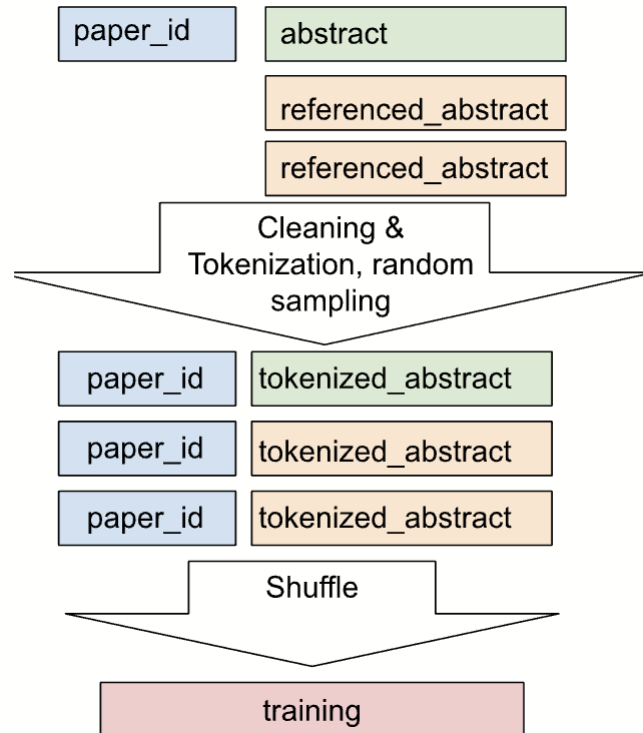 paper_id abstract
referenced_abstract
referenced_abstract
Cleaning &
Tokenization, random
sampling
paper_id tokenized_abstract
paper_id tokenized_abstract
paper_id tokenized_abstract
Shuffle
training